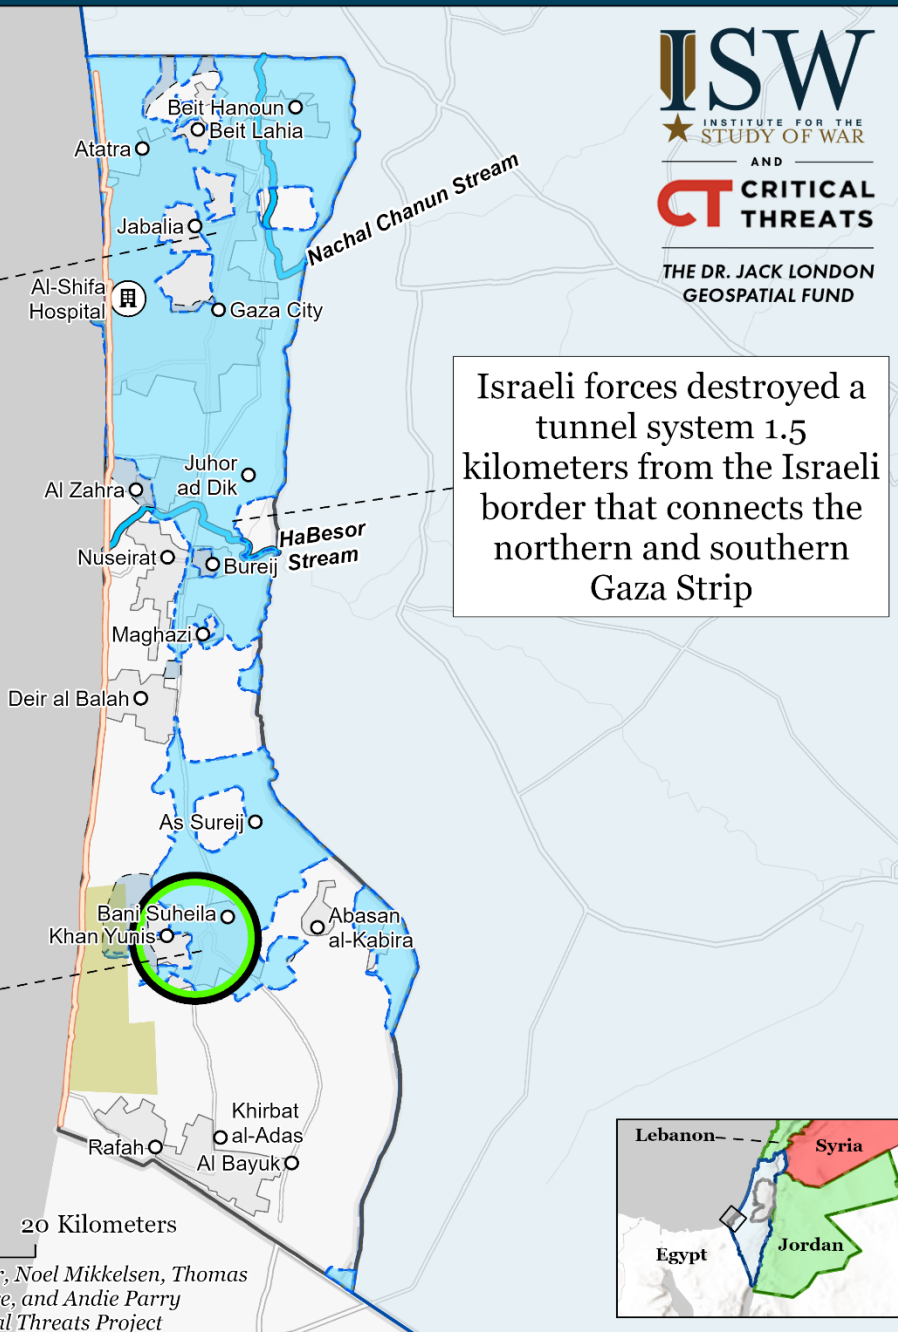 ISW
INSTITUTE FOR THE
STUDY OF WAR
AND
CT CRITICAL
THREATS
THE DR. JACK LONDON
GEOSPATIAL FUND
Beit Hanoun
Beit Lahia
Atatra
Nachal Chanun Stream
Jabalia
Al-Shifa
Hospital
Gaza City
Israeli forces destroyed a
tunnel system 1.5
kilometers from the Israeli
border that connects the
northern and southern
Gaza Strip
Juhor
ad Dik
Al Zahra
HaBesor
Stream
Nuseirat
Bureij
Maghazi
Deir al Balah
As Sureij
Bani Suheila
Khan Yunis
Abasan
al-Kabira
Khirbat
al-Adas
Rafah
Al Bayuk
Lebanon
Syria
Egypt
Jordan
20 Kilometers
r, Noel Mikkelsen, Thomas
e, and Andie Parry
al Threats Project